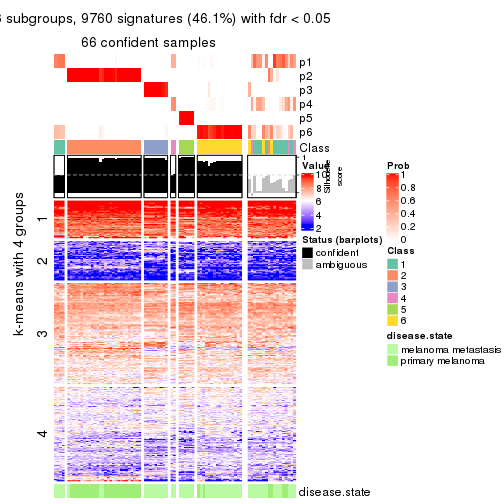 subgroups, 9760 signatures (46.1%) with fdr < 0.05
66 confident samples
p1
p2
p3
p4
p5
p6
Class
1
Silhouette
score
k-means with 4 groups
1
2
3
4
disease.state
Value
10
8
6
4
2
Status (barplots)
confident
ambiguous
Prob
1
0.8
0.6
0.4
0.2
0
Class
1
2
3
4
5
6
disease.state
melanoma metastasis
primary melanoma